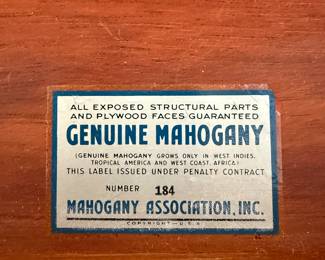 ALL EXPOSED STRUCTURAL PARTS
AND PLYWOOD FACES GUARANTEED
GENUINE MAHOGANY
(GENUINE MAHOGANY GROWS ONLY IN WEST INDIES,
TROPICAL AMERICA AND WEST COAST, AFRICA)
THIS LABEL ISSUED UNDER PENALTY CONTRACT
NUMBER 184
MAHOGANY ASSOCIATION, INC.
COPYRIGHT—U.S.A.